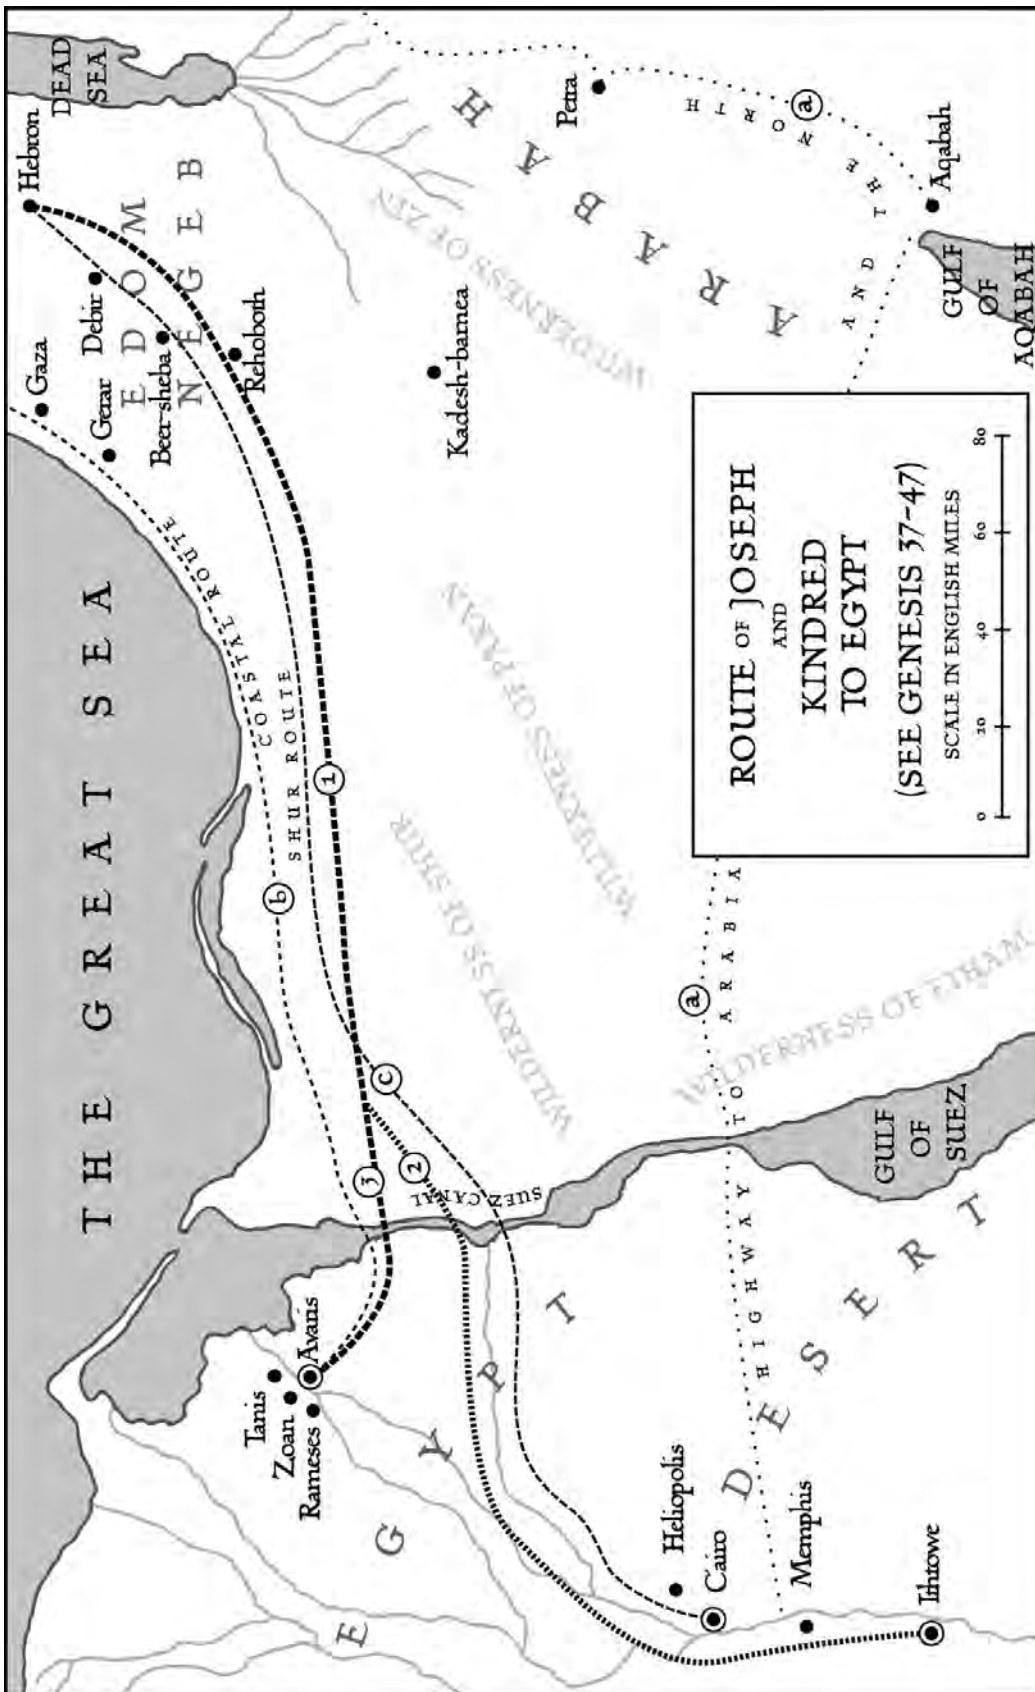 THE GREAT SEA
DEAD
SEA
Hebron
Gaza
Gerar
Debir
Beer-sheba
Rehoboth
EDOM
NEGEB
Kadesh-barnea
WILDERNESS OF ZIN
ARABAH
Petra
Aqabah
GULF
OF
AQABAH
COASTAL ROUTE
SHUR ROUTE
WILDERNESS OF SHUR
WILDERNESS OF PARAN
WILDERNESS OF ETHAM
HIGHWAY TO ARABIA
AND THE NORTH
a
a
b
c
1
2
3
SUEZ CANAL
GULF
OF
SUEZ
Tanis
Zoan
Rameses
Avaris
EGYPT
DESERT
Heliopolis
Cairo
Memphis
Ithtowe
ROUTE OF JOSEPH
AND
KINDRED
TO EGYPT
(SEE GENESIS 37-47)
SCALE IN ENGLISH MILES
0 20 40 60 80